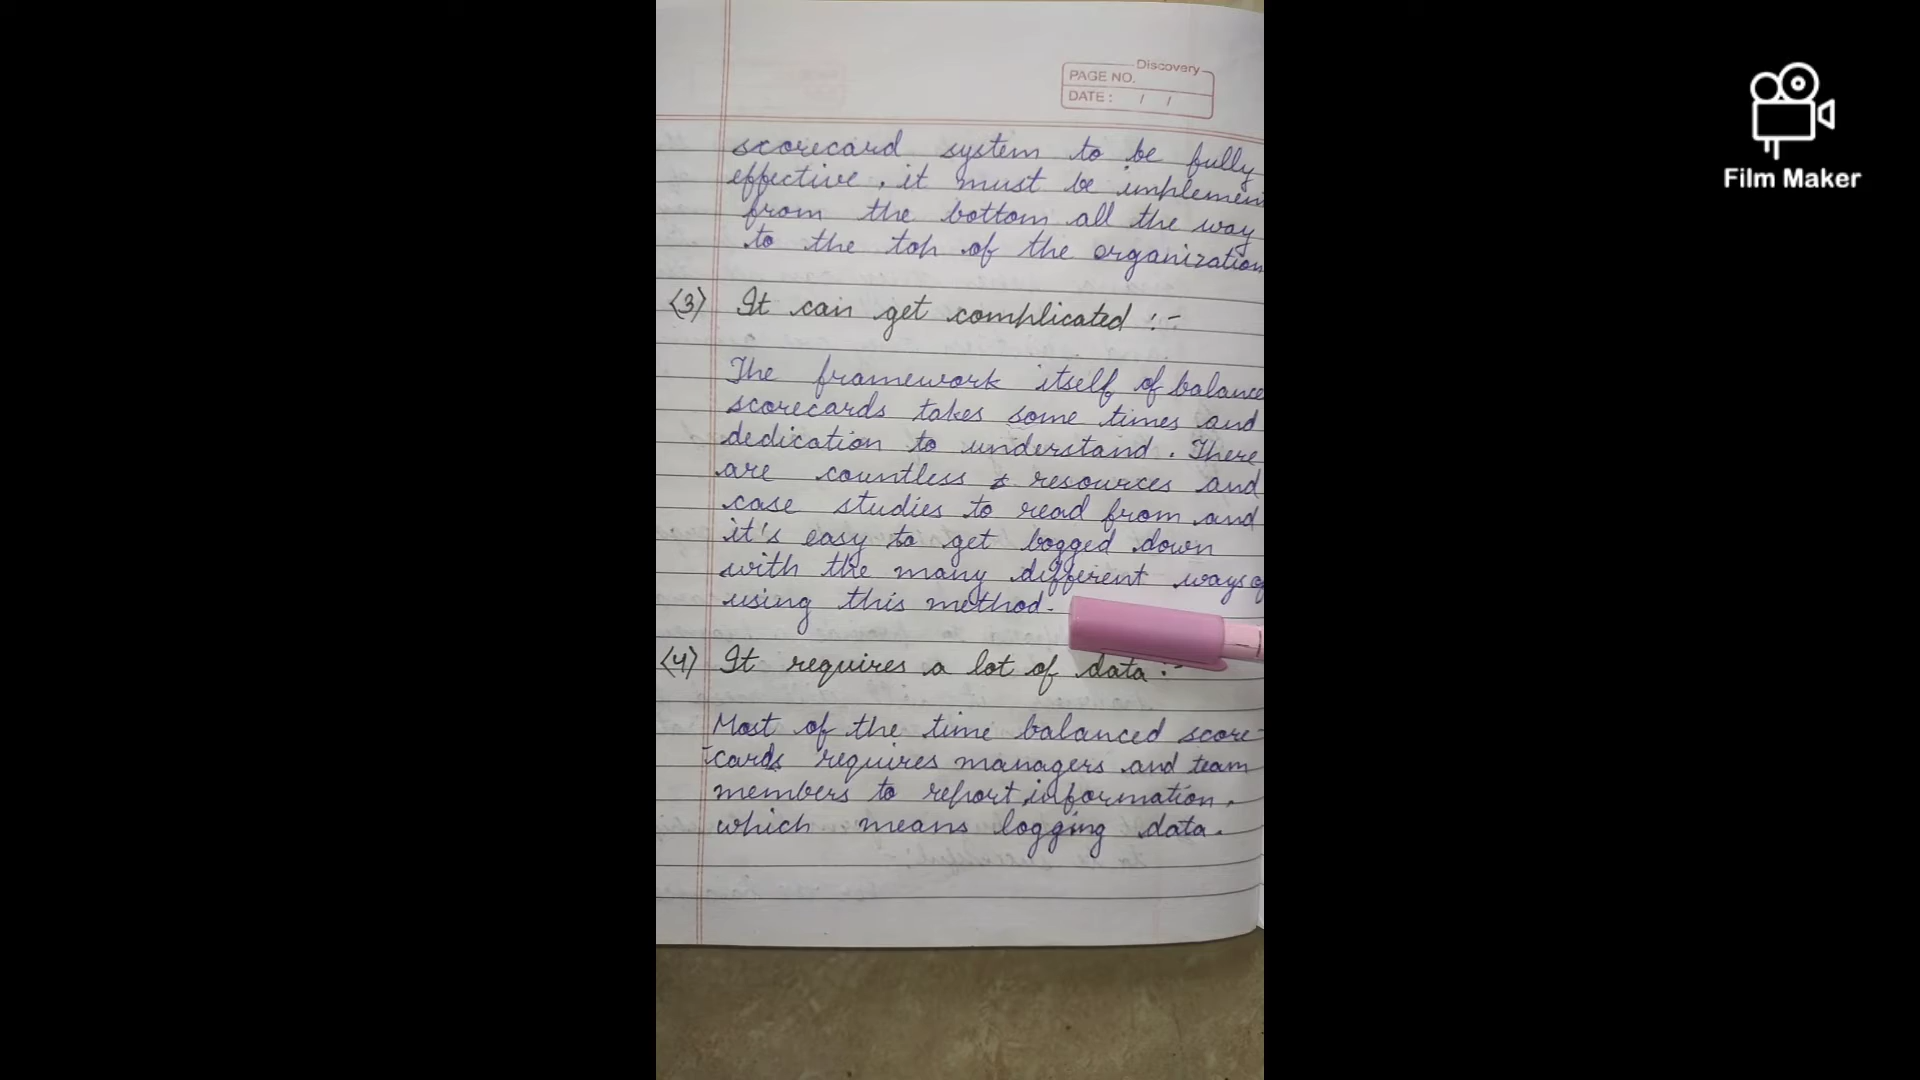 Discovery
PAGE NO.
DATE : / /
scorecard system to be fully
effective, it must be implemen
from the bottom all the way
to the top of the organization
(3) It can get complicated :-
The framework itself of balance
scorecards takes some times and
dedication to understand. There
are countless resources and
case studies to read from and
it's easy to get bogged down
with the many different ways of
using this method.
(4) It requires a lot of data :-
Most of the time balanced score-
cards requires managers and team
members to report information.
which means logging data.
Film Maker